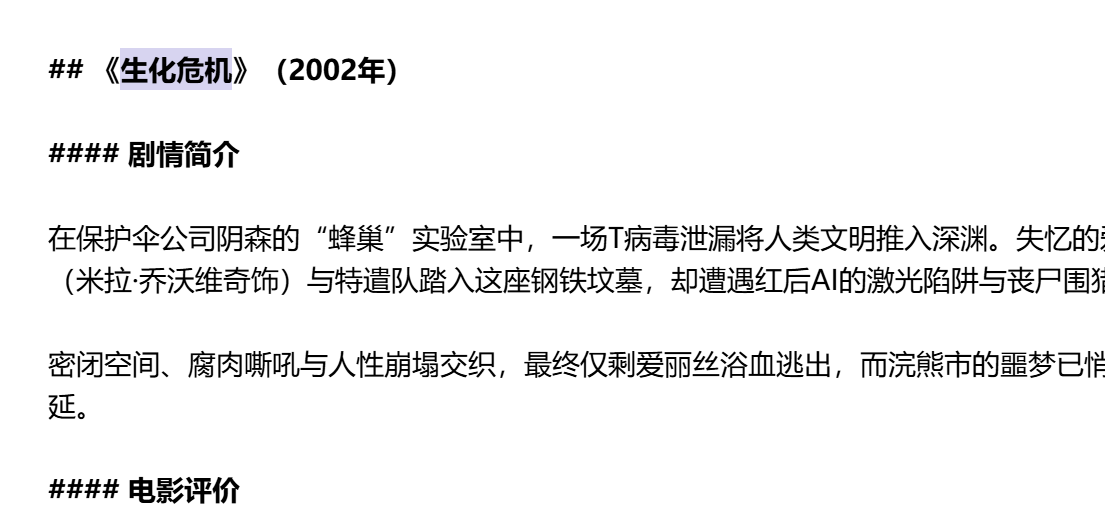 ## 《生化危机》（2002年）
#### 剧情简介
在保护伞公司阴森的“蜂巢”实验室中，一场T病毒泄漏将人类文明推入深渊。失忆的
（米拉·乔沃维奇饰）与特遣队踏入这座钢铁坟墓，却遭遇红后AI的激光陷阱与丧尸围
密闭空间、腐肉嘶吼与人性崩塌交织，最终仅剩爱丽丝浴血逃出，而浣熊市的噩梦已
延。
#### 电影评价